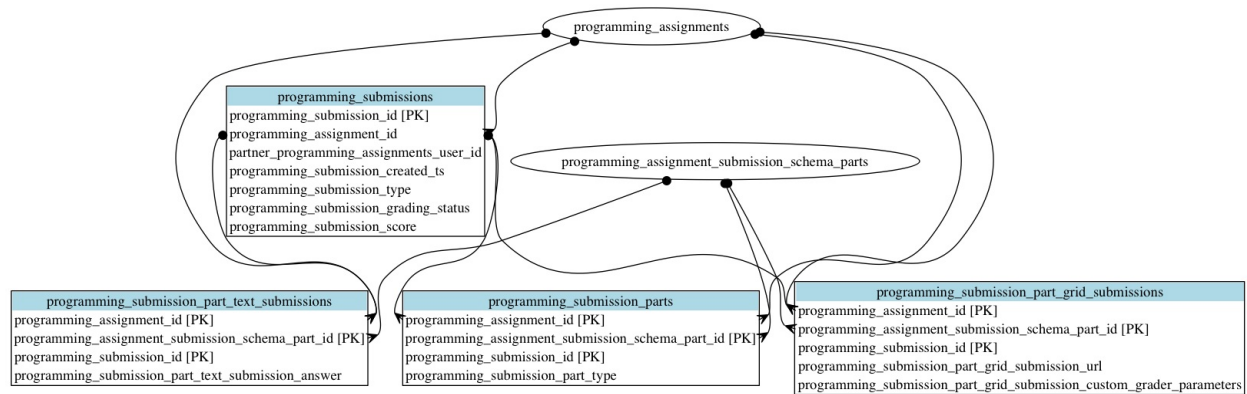 programming_assignments
programming_submissions
programming_submission_id [PK]
programming_assignment_id
partner_programming_assignments_user_id
programming_submission_created_ts
programming_submission_type
programming_submission_grading_status
programming_submission_score
programming_assignment_submission_schema_parts
programming_submission_part_text_submissions
programming_assignment_id [PK]
programming_assignment_submission_schema_part_id [PK]
programming_submission_id [PK]
programming_submission_part_text_submission_answer
programming_submission_parts
programming_assignment_id [PK]
programming_assignment_submission_schema_part_id [PK]
programming_submission_id [PK]
programming_submission_part_type
programming_submission_part_grid_submissions
programming_assignment_id [PK]
programming_assignment_submission_schema_part_id [PK]
programming_submission_id [PK]
programming_submission_part_grid_submission_url
programming_submission_part_grid_submission_custom_grader_parameters